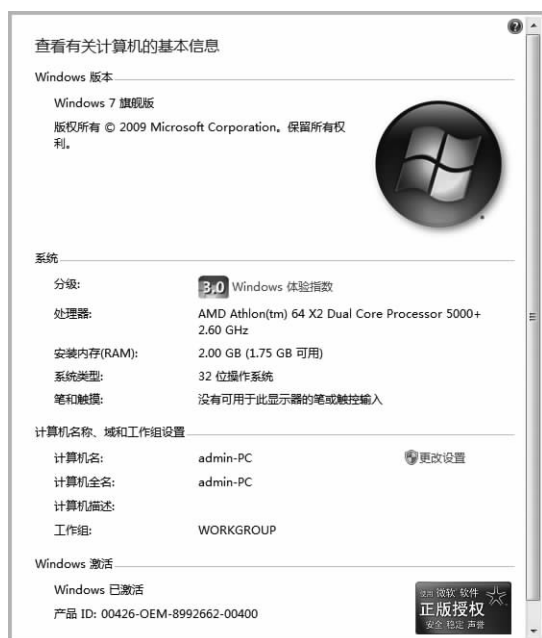 查看有关计算机的基本信息
Windows 版本
Windows 7 旗舰版
版权所有 © 2009 Microsoft Corporation。保留所有权
利。
系统
分级:
3.0 Windows 体验指数
处理器:
AMD Athlon(tm) 64 X2 Dual Core Processor 5000+
2.60 GHz
安装内存(RAM):
2.00 GB (1.75 GB 可用)
系统类型:
32 位操作系统
笔和触摸:
没有可用于此显示器的笔或触控输入
计算机名称、域和工作组设置
计算机名:
admin-PC
更改设置
计算机全名:
admin-PC
计算机描述:
工作组:
WORKGROUP
Windows 激活
Windows 已激活
产品 ID: 00426-OEM-8992662-00400
使用 微软 软件
正版授权
安全 稳定 声誉